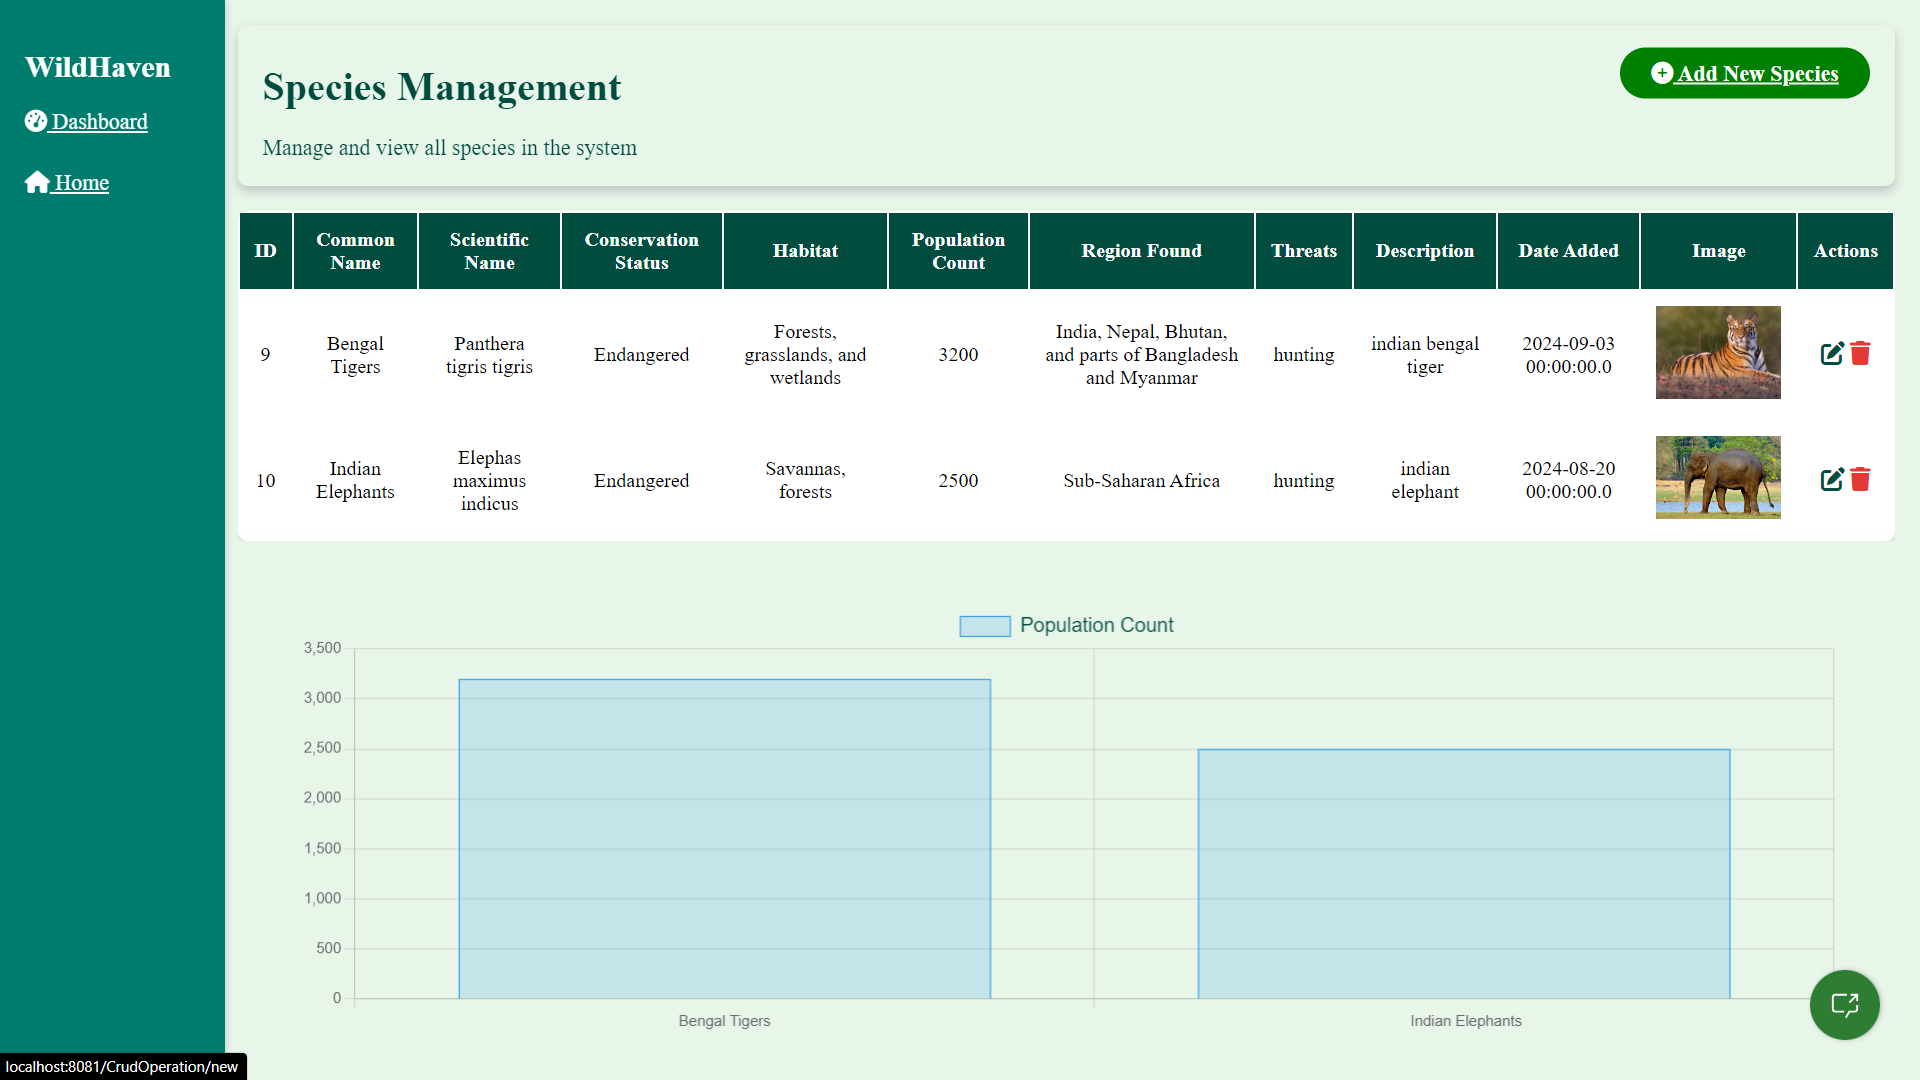 WildHaven
Dashboard
Home
Species Management
Manage and view all species in the system
Add New Species
ID
Common
Name
Scientific
Name
Conservation
Status
Habitat
Population
Count
Region Found
Threats
Description
Date Added
Image
Actions
9
Bengal
Tigers
Panthera
tigris tigris
Endangered
Forests,
grasslands, and
wetlands
3200
India, Nepal, Bhutan,
and parts of Bangladesh
and Myanmar
hunting
indian bengal
tiger
2024-09-03
00:00:00.0
10
Indian
Elephants
Elephas
maximus
indicus
Endangered
Savannas,
forests
2500
Sub-Saharan Africa
hunting
indian
elephant
2024-08-20
00:00:00.0
Population Count
3,500
3,000
2,500
2,000
1,500
1,000
500
0
Bengal Tigers
Indian Elephants
localhost:8081/CrudOperation/new